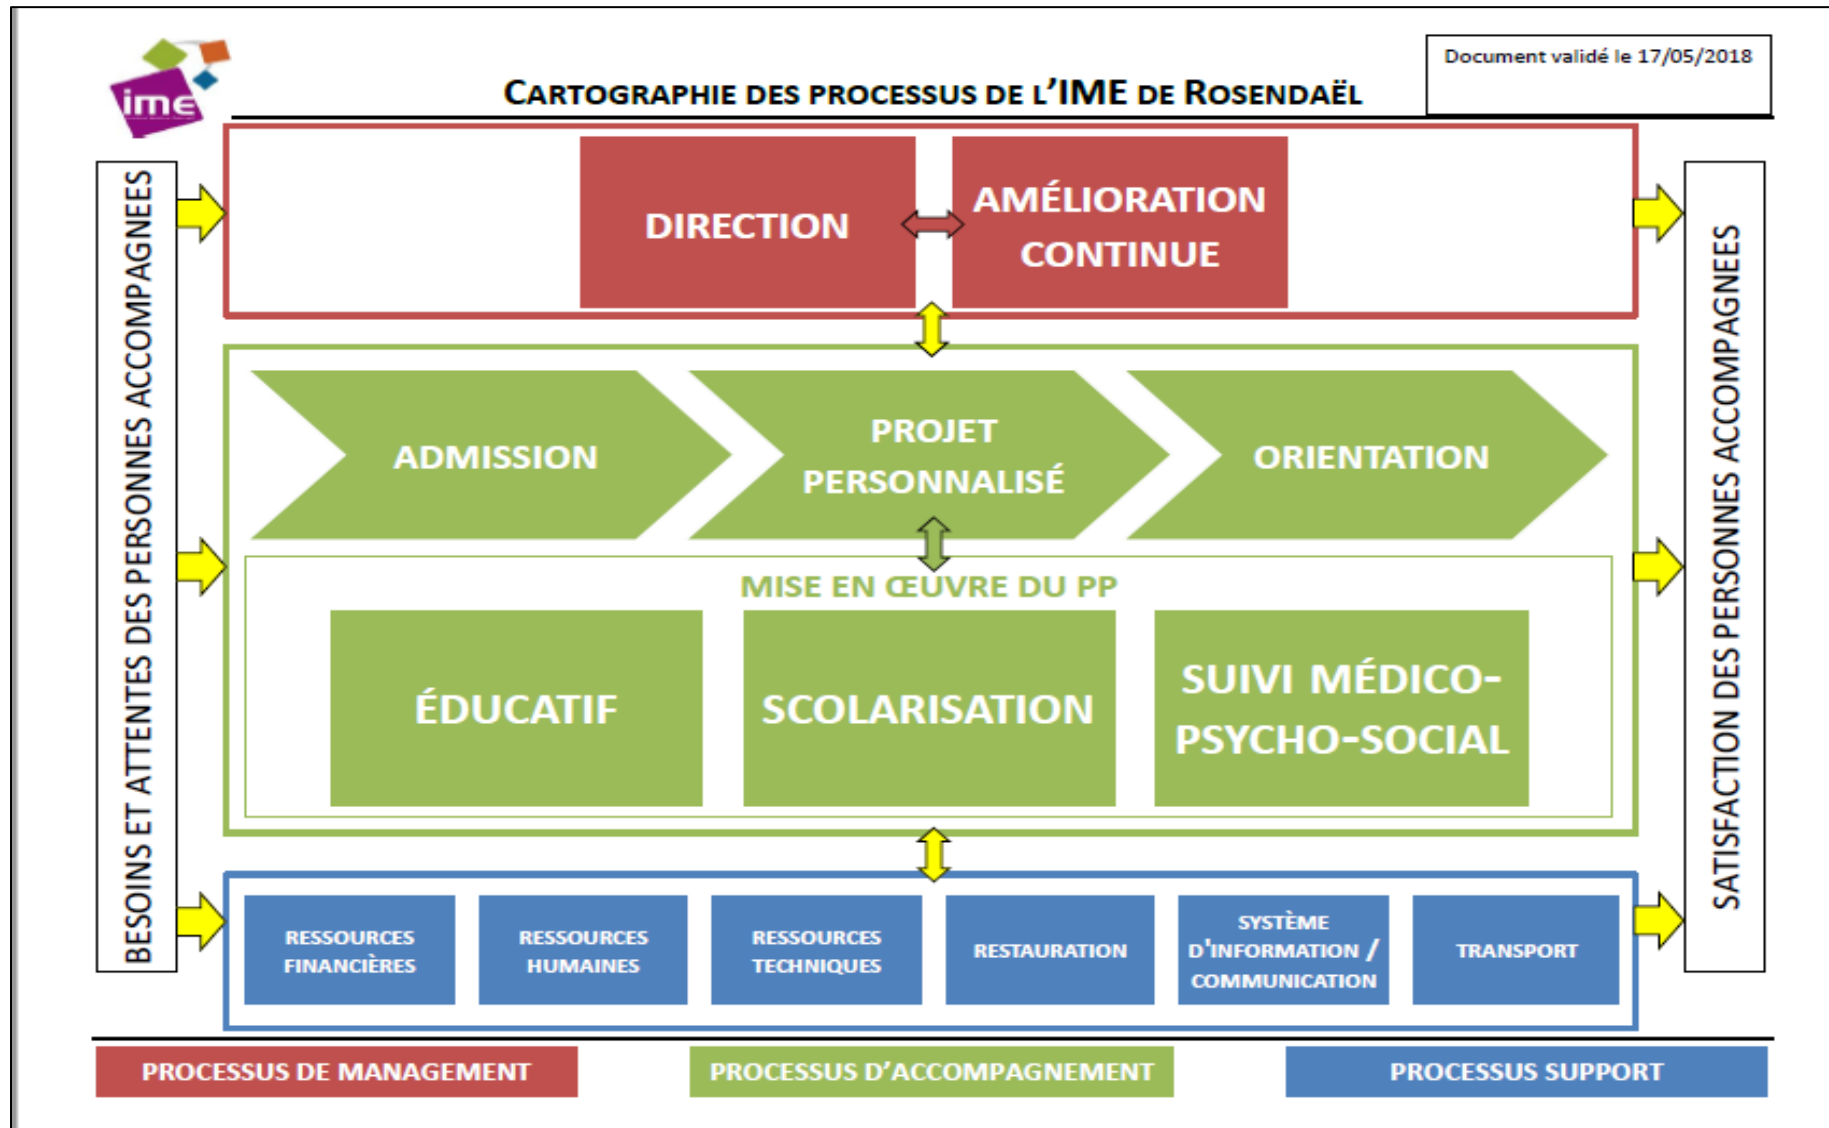 ime
Document validé le 17/05/2018
CARTOGRAPHIE DES PROCESSUS DE L'IME DE ROSENDAËL
BESOINS ET ATTENTES DES PERSONNES ACCOMPAGNEES
DIRECTION
AMÉLIORATION
CONTINUE
ADMISSION
PROJET
PERSONNALISÉ
ORIENTATION
MISE EN ŒUVRE DU PP
ÉDUCATIF
SCOLARISATION
SUIVI MÉDICO-
PSYCHO-SOCIAL
RESSOURCES
FINANCIÈRES
RESSOURCES
HUMAINES
RESSOURCES
TECHNIQUES
RESTAURATION
SYSTÈME
D'INFORMATION /
COMMUNICATION
TRANSPORT
SATISFACTION DES PERSONNES ACCOMPAGNEES
PROCESSUS DE MANAGEMENT
PROCESSUS D'ACCOMPAGNEMENT
PROCESSUS SUPPORT